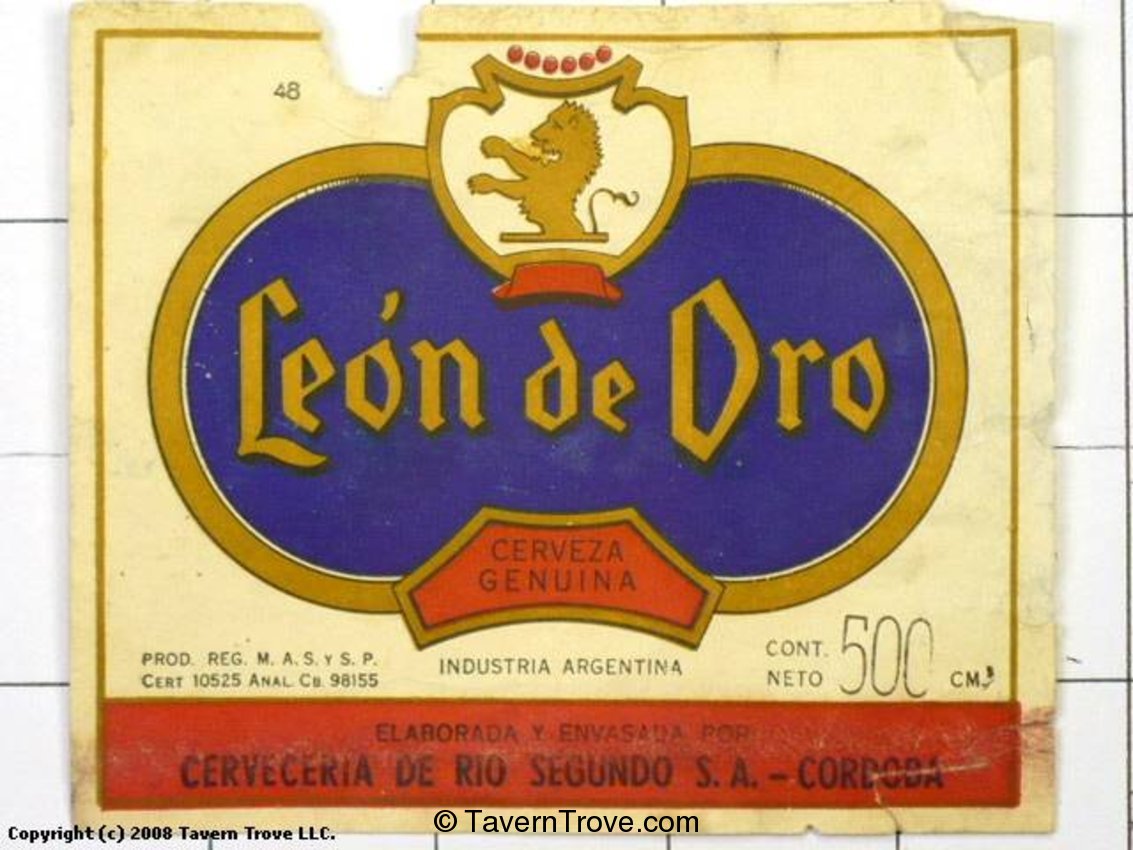 48
León de Oro
CERVEZA
GENUINA
PROD. REG. M. A. S. Y S. P.
CERT 10525 ANAL. CB. 98155
INDUSTRIA ARGENTINA
CONT.
NETO 500 CM.³
ELABORADA Y ENVASADA POR
CERVECERIA DE RIO SEGUNDO S. A. – CORDOBA
Copyright (c) 2008 Tavern Trove LLC.
© TavernTrove.com